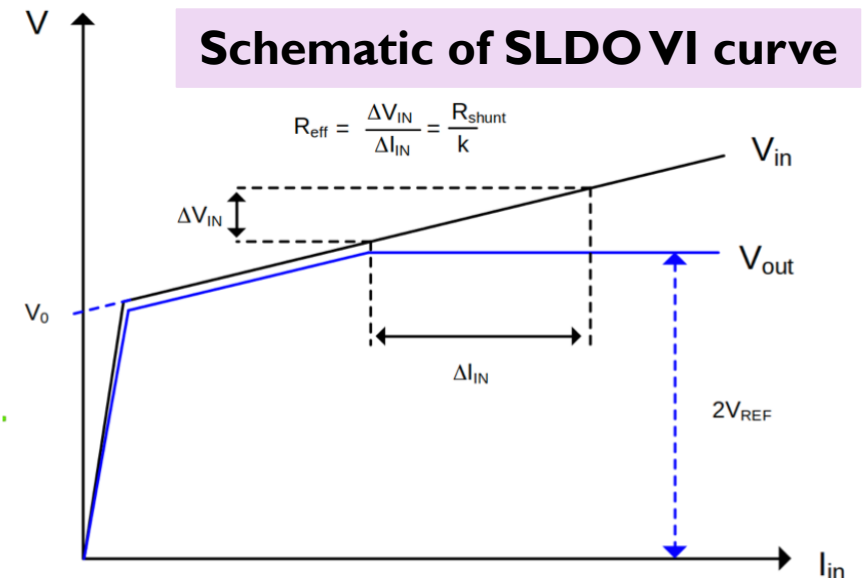 V
Schematic of SLDO VI curve
R_eff = ΔV_IN / ΔI_IN = R_shunt / k
V_in
ΔV_IN
V_out
V_0
ΔI_IN
2V_REF
I_in